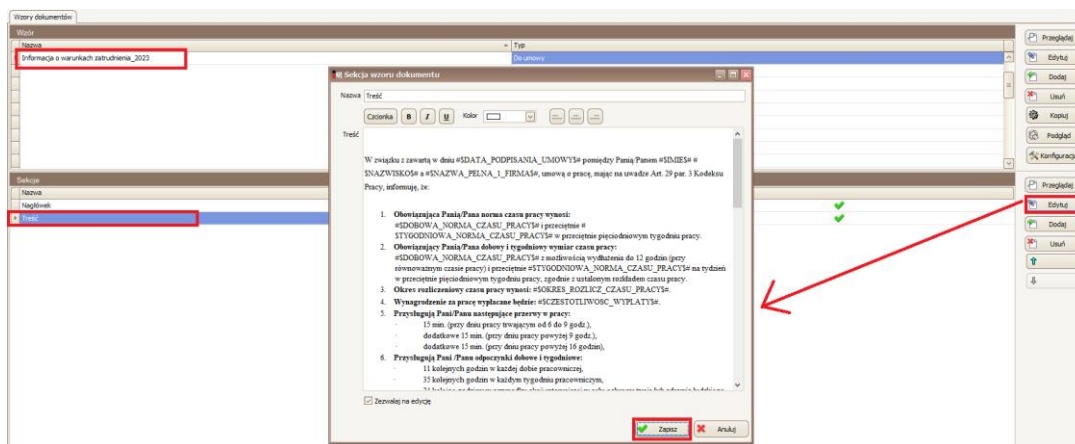 Wzory dokumentów
Wzór
Nazwa
Typ
Informacja o warunkach zatrudnienia_2023
Do umowy
Sekcje
Nazwa
Nagłówek
Treść
Sekcja wzoru dokumentu
Nazwa Treść
Czcionka B I U Kolor
Treść
W związku z zawartą w dniu #$DATA_PODPISANIA_UMOWY$# pomiędzy Panią/Panem #$IMIE$# #
$NAZWISKO$# a #$NAZWA_PELNA_1_FIRMA$#, umową o pracę, mając na uwadze Art. 29 par. 3 Kodeksu
Pracy, informuję, że:
1. Obowiązująca Panią/Pana norma czasu pracy wynosi:
#$DOBOWA_NORMA_CZASU_PRACY$# i przeciętnie #
$TYGODNIOWA_NORMA_CZASU_PRACY$# w przeciętnie pięciodniowym tygodniu pracy.
2. Obowiązujący Panią/Pana dobowy i tygodniowy wymiar czasu pracy:
#$DOBOWA_NORMA_CZASU_PRACY$# z możliwością wydłużenia do 12 godzin (przy
równoważnym czasie pracy) i przeciętnie #$TYGODNIOWA_NORMA_CZASU_PRACY$# na tydzień
w przeciętnie pięciodniowym tygodniu pracy, zgodnie z ustalonym rozkładem czasu pracy.
3. Okres rozliczeniowy czasu pracy wynosi: #$OKRES_ROZLICZ_CZASU_PRACY$#.
4. Wynagrodzenie za pracę wypłacane będzie: #$CZESTOTLIWOSC_WYPLATY$#.
5. Przysługują Pani/Panu następujące przerwy w pracy:
· 15 min. (przy dniu pracy trwającym od 6 do 9 godz.),
· dodatkowe 15 min. (przy dniu pracy powyżej 9 godz.),
· dodatkowe 15 min. (przy dniu pracy powyżej 16 godzin),
6. Przysługują Pani /Panu odpoczynki dobowe i tygodniowe:
· 11 kolejnych godzin w każdej dobie pracowniczej,
· 35 kolejnych godzin w każdym tygodniu pracowniczym,
Zezwalaj na edycję
Zapisz
Anuluj
Przeglądaj
Edytuj
Dodaj
Usuń
Kopiuj
Podgląd
Konfiguracja
Przeglądaj
Edytuj
Dodaj
Usuń